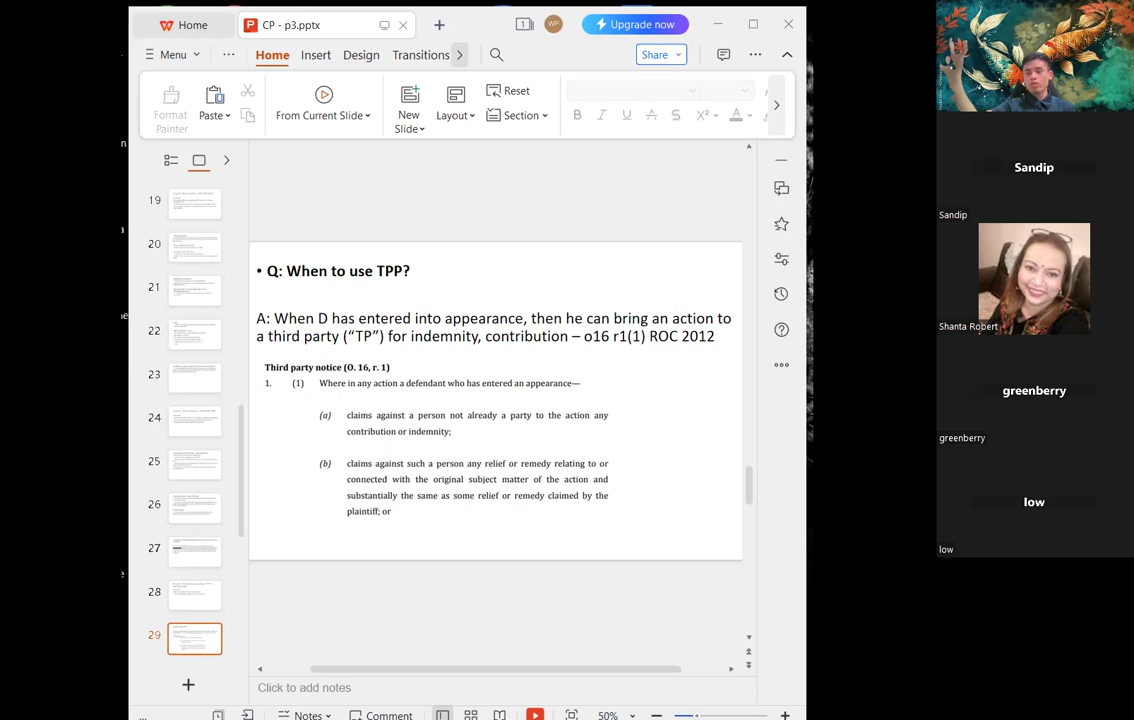 Home
CP - p3.pptx
1
WP
Upgrade now
Menu
Home
Insert
Design
Transitions
Share
Format
Painter
Paste
From Current Slide
New
Slide
Layout
Reset
Section
B I U A S X² A
19
20
21
22
23
24
25
26
27
28
29
• Q: When to use TPP?
A: When D has entered into appearance, then he can bring an action to
a third party (“TP”) for indemnity, contribution – o16 r1(1) ROC 2012
Third party notice (O. 16, r. 1)
1. (1) Where in any action a defendant who has entered an appearance—
(a) claims against a person not already a party to the action any
contribution or indemnity;
(b) claims against such a person any relief or remedy relating to or
connected with the original subject matter of the action and
substantially the same as some relief or remedy claimed by the
plaintiff; or
Click to add notes
Notes
Comment
50%
Sandip
Sandip
Shanta Robert
greenberry
greenberry
low
low